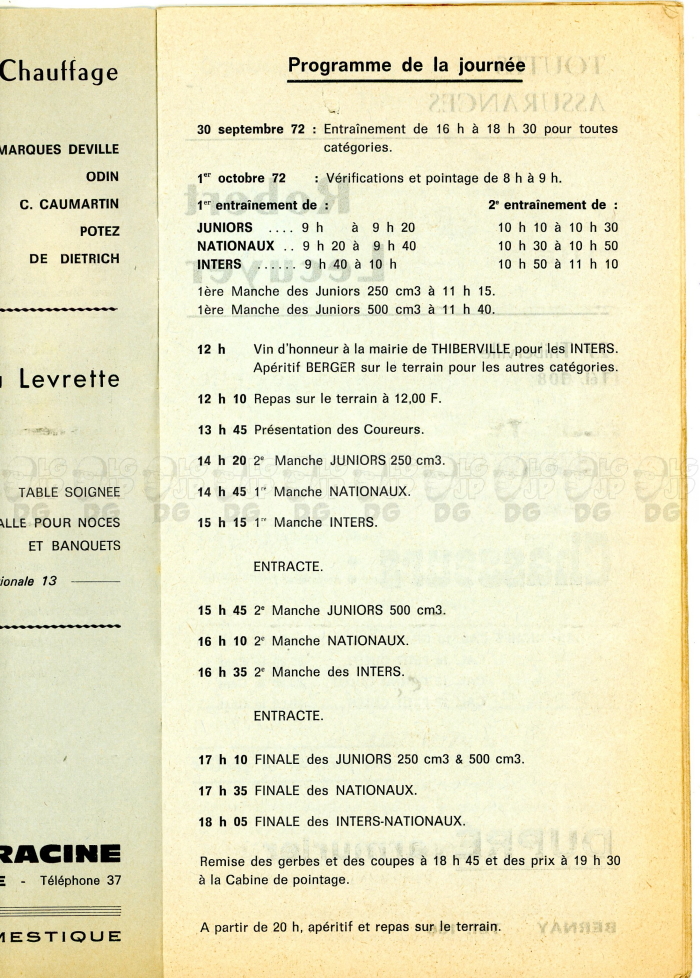 Chauffage
MARQUES DEVILLE
ODIN
C. CAUMARTIN
POTEZ
DE DIETRICH
Levrette
TABLE SOIGNEE
POUR NOCES
ET BANQUETS
13
RACINE
- Téléphone 37
Programme de la journée
30 septembre 72 : Entraînement de 16 h à 18 h 30 pour toutes
catégories.
1er octobre 72 : Vérifications et pointage de 8 h à 9 h.
1er entraînement de : 2e entraînement de :
JUNIORS .... 9 h à 9 h 20 10 h 10 à 10 h 30
NATIONAUX .. 9 h 20 à 9 h 40 10 h 30 à 10 h 50
INTERS ...... 9 h 40 à 10 h 10 h 50 à 11 h 10
1ère Manche des Juniors 250 cm3 à 11 h 15.
1ère Manche des Juniors 500 cm3 à 11 h 40.
12 h Vin d'honneur à la mairie de THIBERVILLE pour les INTERS.
Apéritif BERGER sur le terrain pour les autres catégories.
12 h 10 Repas sur le terrain à 12,00 F.
13 h 45 Présentation des Coureurs.
14 h 20 2e Manche JUNIORS 250 cm3.
14 h 45 1re Manche NATIONAUX.
15 h 15 1re Manche INTERS.
ENTRACTE.
15 h 45 2e Manche JUNIORS 500 cm3.
16 h 10 2e Manche NATIONAUX.
16 h 35 2e Manche des INTERS.
ENTRACTE.
17 h 10 FINALE des JUNIORS 250 cm3 & 500 cm3.
17 h 35 FINALE des NATIONAUX.
18 h 05 FINALE des INTERS-NATIONAUX.
Remise des gerbes et des coupes à 18 h 45 et des prix à 19 h 30
à la Cabine de pointage.
A partir de 20 h, apéritif et repas sur le terrain.